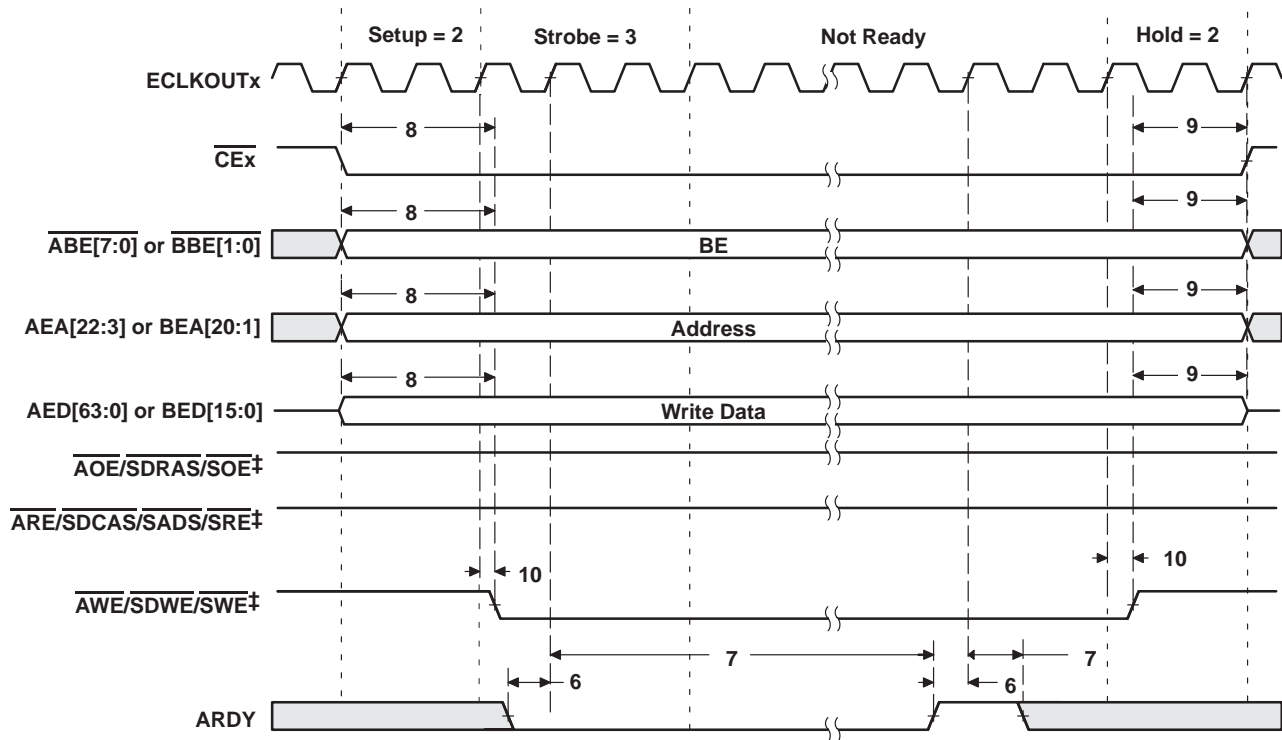 Setup = 2 Strobe = 3 Not Ready Hold = 2
ECLKOUTx
8 9
CEx
8 9
ABE[7:0] or BBE[1:0] BE
8 9
AEA[22:3] or BEA[20:1] Address
8 9
AED[63:0] or BED[15:0] Write Data
AOE/SDRAS/SOE‡
ARE/SDCAS/SADS/SRE‡
10 10
AWE/SDWE/SWE‡
7 7
6 6
ARDY